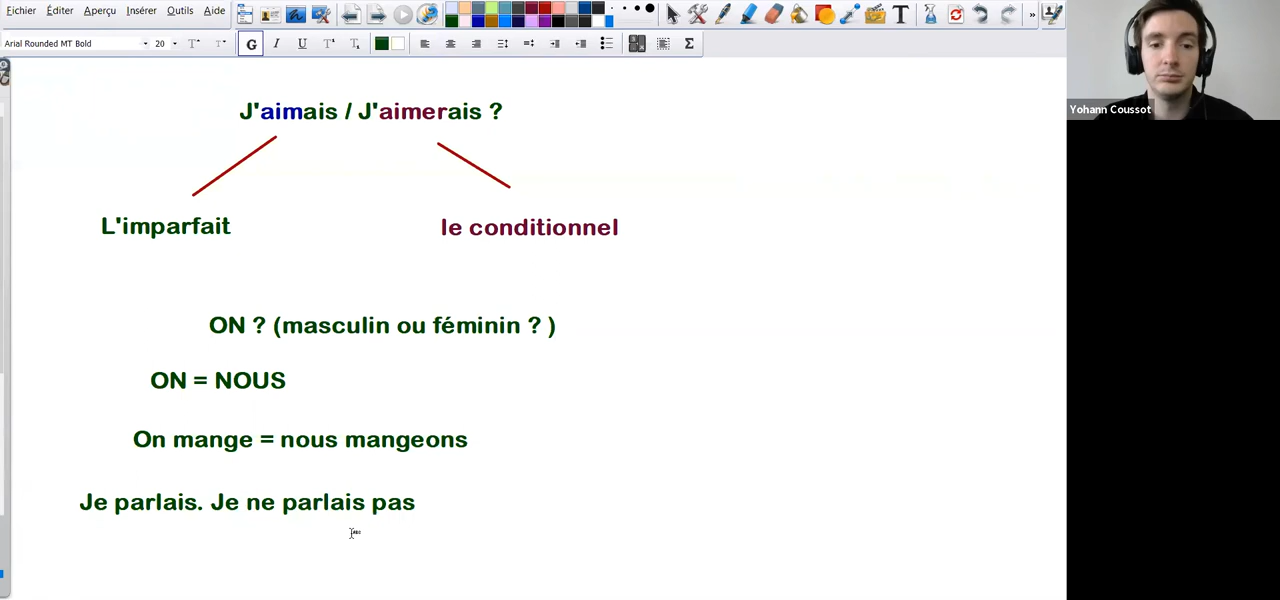 Fichier Éditer Aperçu Insérer Outils Aide
»
Arial Rounded MT Bold 20 G I U Σ
Yohann Coussot
J'aimais / J'aimerais ?
L'imparfait le conditionnel
ON ? (masculin ou féminin ? )
ON = NOUS
On mange = nous mangeons
Je parlais. Je ne parlais pas